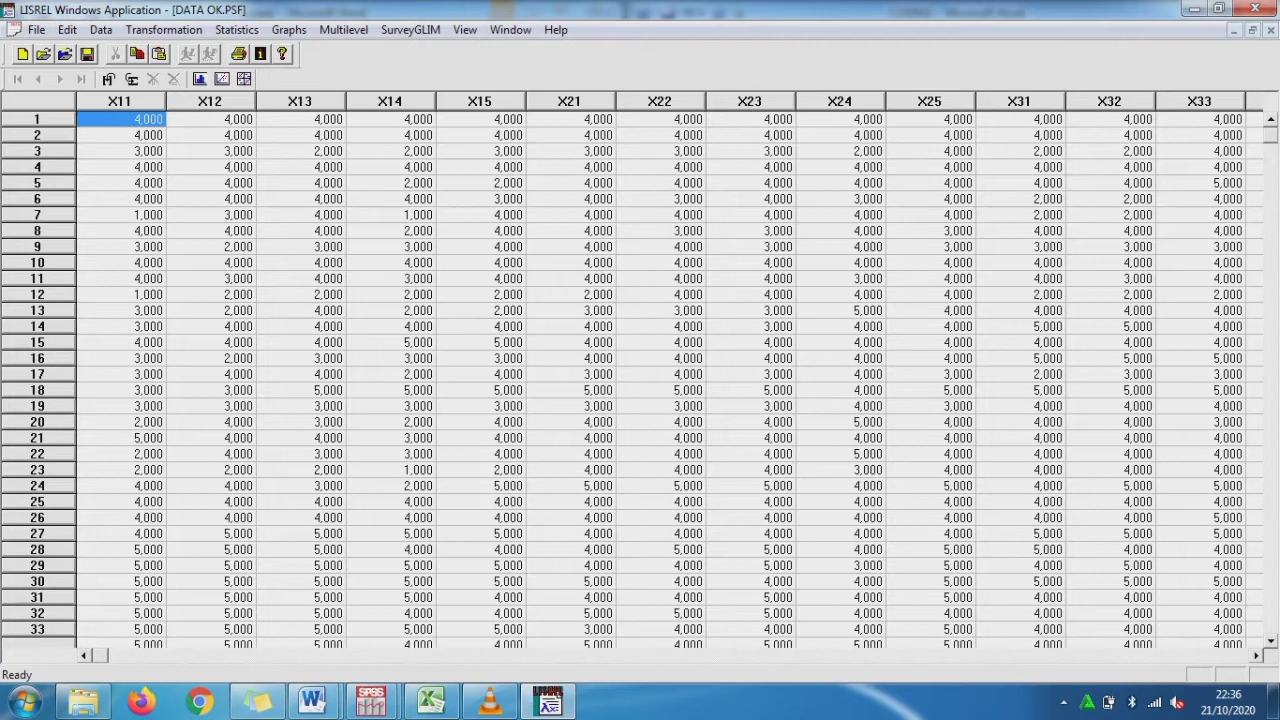 LISREL Windows Application - [DATA OK.PSF]
File Edit Data Transformation Statistics Graphs Multilevel SurveyGLIM View Window Help
X11 X12 X13 X14 X15 X21 X22 X23 X24 X25 X31 X32 X33
1 4,000 4,000 4,000 4,000 4,000 4,000 4,000 4,000 4,000 4,000 4,000 4,000 4,000
2 4,000 4,000 4,000 4,000 4,000 4,000 4,000 4,000 4,000 4,000 4,000 4,000 4,000
3 3,000 3,000 2,000 2,000 3,000 3,000 3,000 3,000 2,000 4,000 2,000 2,000 4,000
4 4,000 4,000 4,000 4,000 4,000 4,000 4,000 4,000 4,000 4,000 4,000 4,000 4,000
5 4,000 4,000 4,000 2,000 2,000 4,000 4,000 4,000 4,000 4,000 4,000 4,000 5,000
6 4,000 4,000 4,000 4,000 3,000 4,000 3,000 4,000 3,000 4,000 2,000 2,000 4,000
7 1,000 3,000 4,000 1,000 4,000 4,000 4,000 4,000 4,000 4,000 2,000 2,000 4,000
8 4,000 4,000 4,000 2,000 4,000 4,000 3,000 3,000 4,000 3,000 4,000 4,000 4,000
9 3,000 2,000 3,000 3,000 4,000 4,000 4,000 4,000 3,000 3,000 3,000 3,000 4,000
10 4,000 4,000 4,000 4,000 4,000 4,000 4,000 4,000 4,000 4,000 4,000 4,000 4,000
11 4,000 3,000 4,000 4,000 4,000 4,000 4,000 4,000 3,000 4,000 4,000 3,000 4,000
12 1,000 2,000 2,000 2,000 2,000 2,000 4,000 3,000 4,000 4,000 2,000 2,000 2,000
13 3,000 2,000 4,000 2,000 2,000 3,000 3,000 3,000 5,000 4,000 4,000 4,000 4,000
14 3,000 4,000 4,000 4,000 4,000 4,000 4,000 3,000 4,000 4,000 5,000 5,000 4,000
15 4,000 4,000 4,000 5,000 5,000 4,000 4,000 4,000 4,000 4,000 4,000 4,000 4,000
16 3,000 2,000 3,000 3,000 3,000 4,000 4,000 4,000 4,000 4,000 5,000 5,000 5,000
17 3,000 4,000 4,000 2,000 4,000 3,000 4,000 4,000 4,000 3,000 2,000 3,000 3,000
18 3,000 3,000 5,000 5,000 5,000 5,000 5,000 5,000 4,000 5,000 5,000 5,000 5,000
19 3,000 3,000 3,000 3,000 3,000 3,000 3,000 3,000 4,000 3,000 4,000 4,000 4,000
20 2,000 4,000 3,000 2,000 4,000 4,000 4,000 4,000 5,000 4,000 4,000 4,000 3,000
21 5,000 4,000 4,000 3,000 4,000 4,000 4,000 4,000 4,000 4,000 4,000 4,000 4,000
22 2,000 4,000 3,000 3,000 4,000 4,000 4,000 4,000 5,000 4,000 4,000 4,000 4,000
23 2,000 2,000 2,000 1,000 2,000 4,000 4,000 4,000 3,000 4,000 4,000 4,000 4,000
24 4,000 4,000 3,000 2,000 5,000 5,000 5,000 5,000 4,000 5,000 5,000 5,000 5,000
25 4,000 4,000 4,000 4,000 4,000 4,000 4,000 4,000 4,000 4,000 4,000 4,000 4,000
26 4,000 4,000 4,000 4,000 4,000 4,000 4,000 4,000 4,000 4,000 4,000 4,000 5,000
27 4,000 5,000 5,000 5,000 5,000 4,000 4,000 4,000 4,000 4,000 5,000 5,000 4,000
28 5,000 5,000 5,000 4,000 4,000 4,000 5,000 5,000 4,000 5,000 5,000 4,000 4,000
29 5,000 5,000 5,000 5,000 5,000 4,000 4,000 5,000 3,000 5,000 5,000 5,000 4,000
30 5,000 5,000 5,000 5,000 5,000 5,000 4,000 4,000 4,000 5,000 4,000 5,000 5,000
31 5,000 5,000 5,000 5,000 4,000 5,000 5,000 4,000 4,000 5,000 4,000 4,000 4,000
32 5,000 5,000 5,000 4,000 4,000 5,000 5,000 5,000 4,000 4,000 4,000 4,000 4,000
33 5,000 5,000 5,000 5,000 5,000 3,000 4,000 4,000 4,000 5,000 4,000 4,000 4,000
5,000 5,000 5,000 5,000 5,000 5,000 4,000 4,000 4,000 5,000 4,000 4,000 5,000
Ready
22:36
21/10/2020